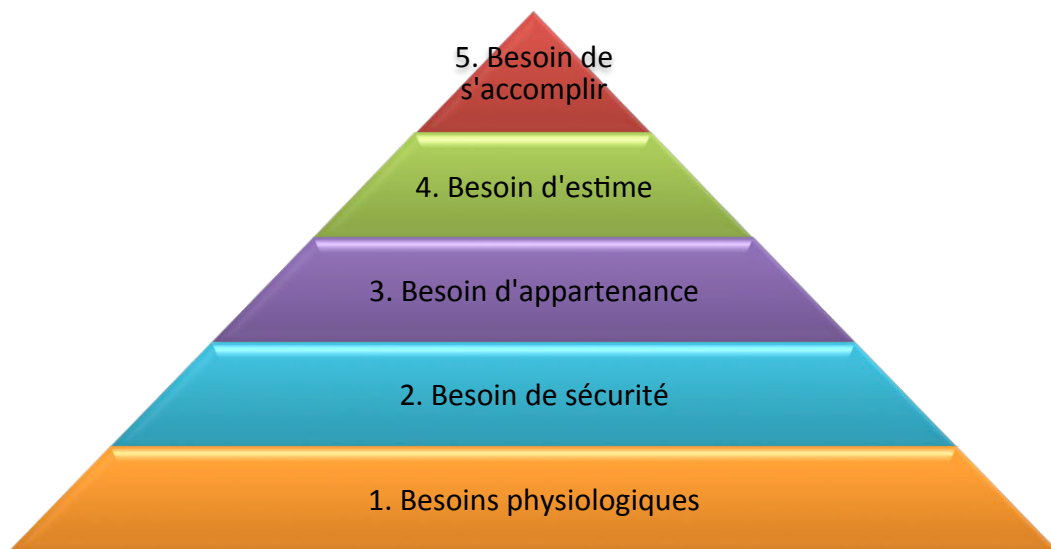 5. Besoin de
s'accomplir
4. Besoin d'estime
3. Besoin d'appartenance
2. Besoin de sécurité
1. Besoins physiologiques